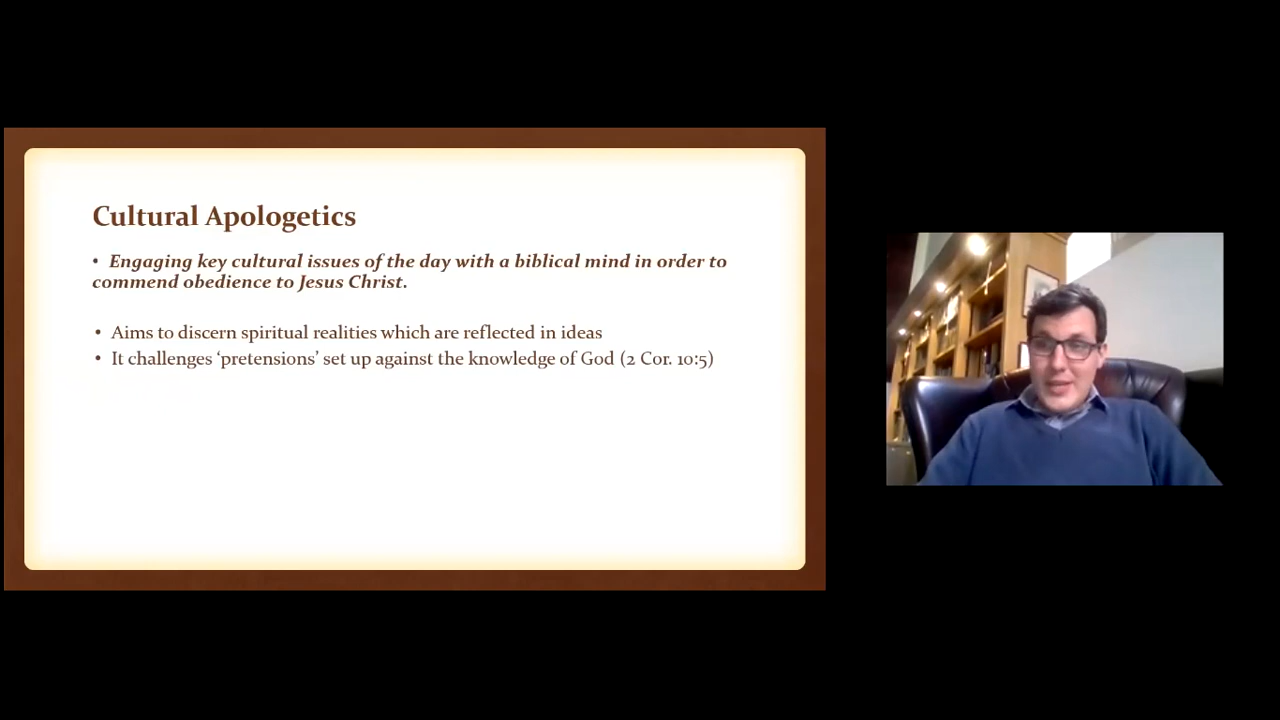 Cultural Apologetics
• Engaging key cultural issues of the day with a biblical mind in order to
commend obedience to Jesus Christ.
• Aims to discern spiritual realities which are reflected in ideas
• It challenges ‘pretensions’ set up against the knowledge of God (2 Cor. 10:5)